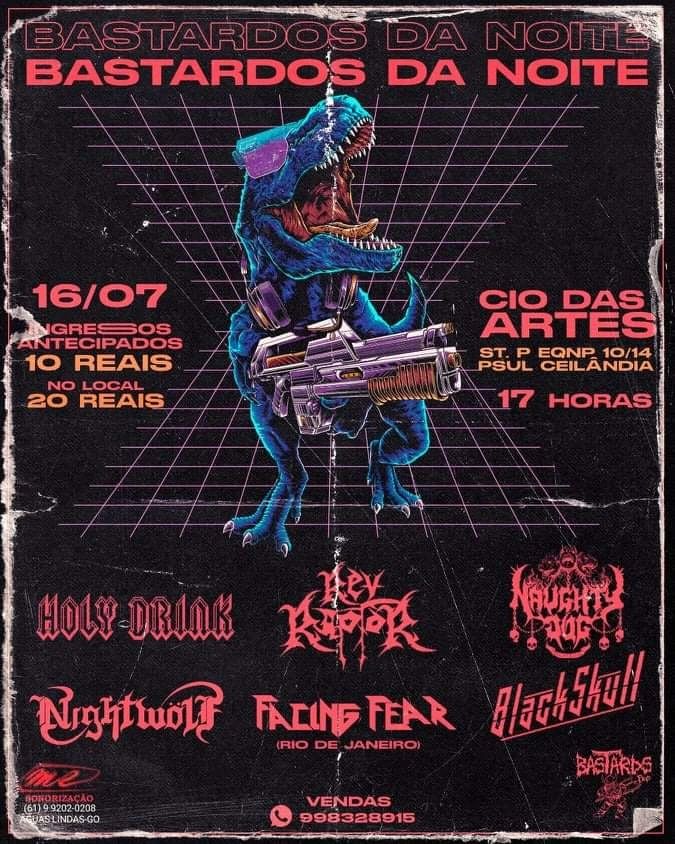 BASTARDOS DA NOITE
BASTARDOS DA NOITE
16/07
INGRESSOS
ANTECIPADOS
10 REAIS
NO LOCAL
20 REAIS
CIO DAS
ARTES
ST. P EQNP 10/14
PSUL CEILÂNDIA
17 HORAS
HOLY DRINK
Hey
RAptoR
NAUGHTY
DOG
Nightwölf
FACING FEAR
(RIO DE JANEIRO)
BlackSkull
BASTARDS
SONORIZAÇÃO
(61) 9 9202-0208
ÁGUAS LINDAS-GO
VENDAS
998328915